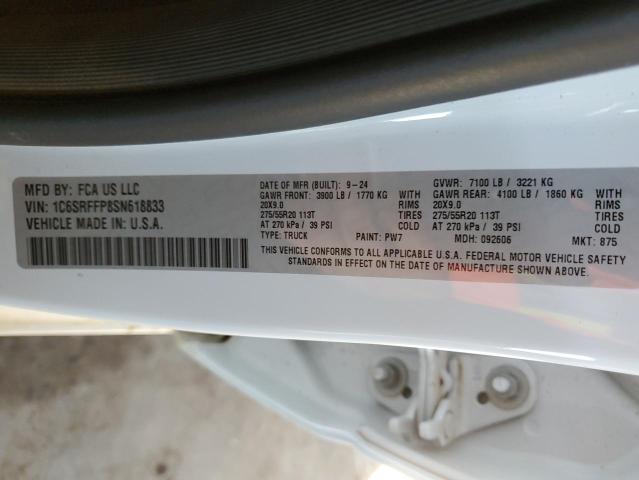 MFD BY: FCA US LLC
VIN: 1C6SRFFP8SN618833
VEHICLE MADE IN: U.S.A.
DATE OF MFR (BUILT): 9-24
GAWR FRONT: 3900 LB / 1770 KG WITH
20X9.0 RIMS
275/55R20 113T TIRES
AT 270 kPa / 39 PSI COLD
TYPE: TRUCK PAINT: PW7
GVWR: 7100 LB / 3221 KG
GAWR REAR: 4100 LB / 1860 KG WITH
20X9.0 RIMS
275/55R20 113T TIRES
AT 270 kPa / 39 PSI COLD
MDH: 092606 MKT: 875
THIS VEHICLE CONFORMS TO ALL APPLICABLE U.S.A. FEDERAL MOTOR VEHICLE SAFETY
STANDARDS IN EFFECT ON THE DATE OF MANUFACTURE SHOWN ABOVE.